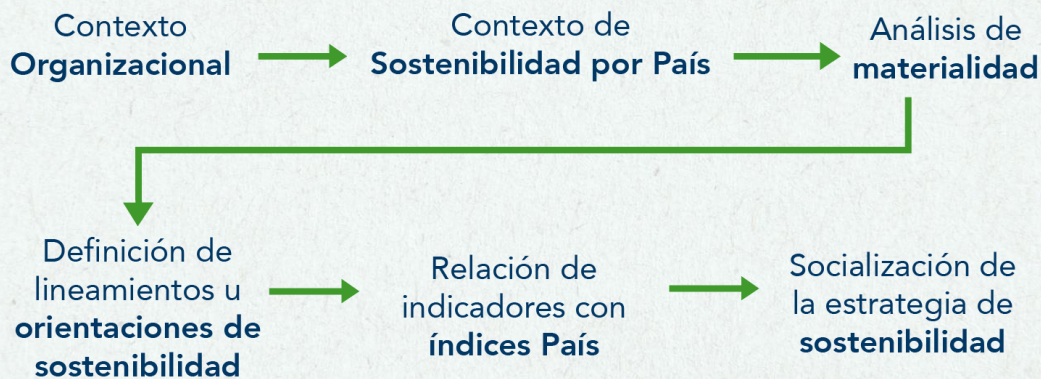 Contexto
Organizacional
Contexto de
Sostenibilidad por País
Análisis de
materialidad
Definición de
lineamientos u
orientaciones de
sostenibilidad
Relación de
indicadores con
índices País
Socialización de
la estrategia de
sostenibilidad